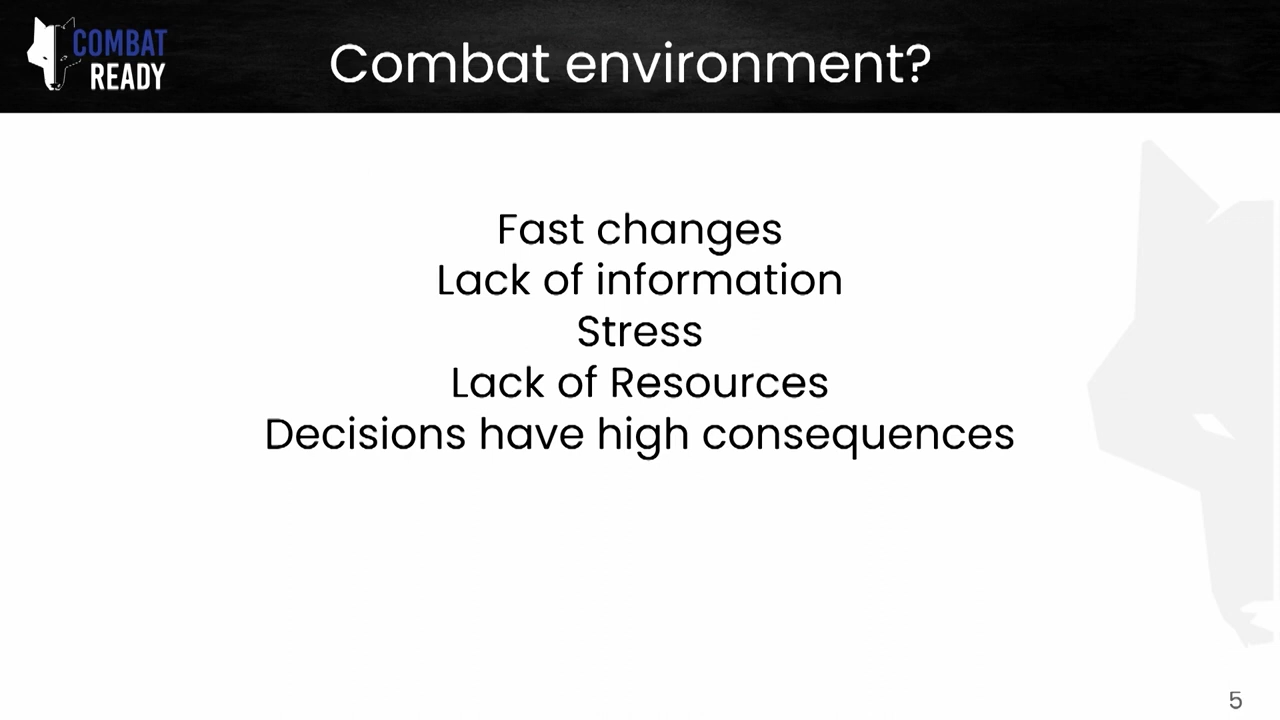 COMBAT
READY
Combat environment?
Fast changes
Lack of information
Stress
Lack of Resources
Decisions have high consequences
5